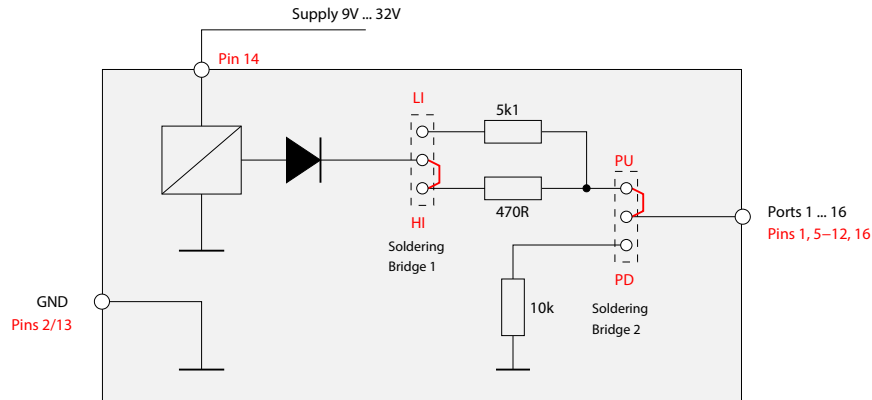 Supply 9V ... 32V
Pin 14
LI
5k1
PU
HI
470R
Ports 1 ... 16
Pins 1, 5–12, 16
Soldering
Bridge 1
PD
GND
Pins 2/13
10k
Soldering
Bridge 2